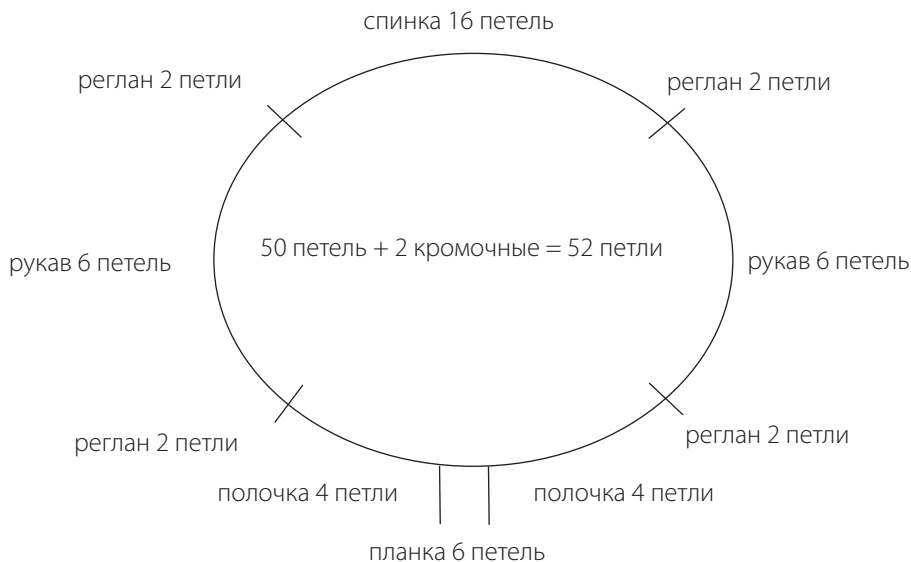 спинка 16 петель
реглан 2 петли
реглан 2 петли
50 петель + 2 кромочные = 52 петли
рукав 6 петель
рукав 6 петель
реглан 2 петли
реглан 2 петли
полочка 4 петли
полочка 4 петли
планка 6 петель